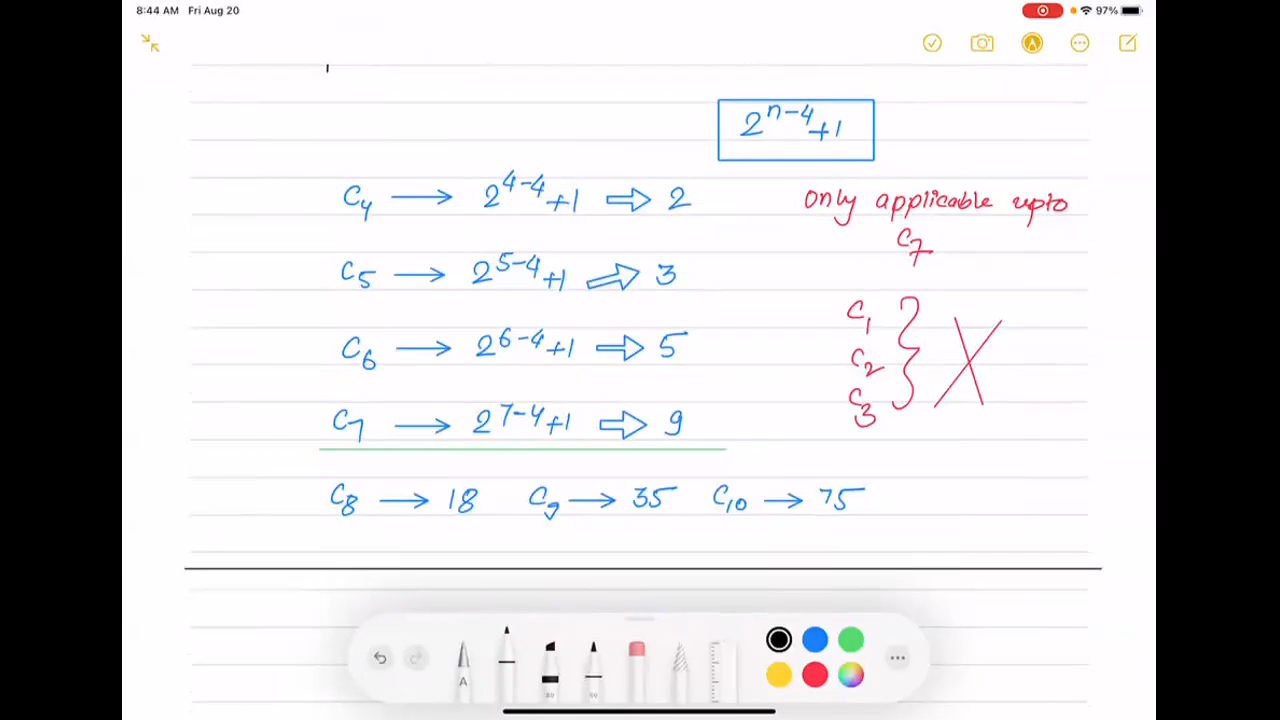 8:44 AM Fri Aug 20
97%
2^{n-4}+1
C₄ → 2^{4-4}+1 ⇒ 2
only applicable upto
C₇
C₅ → 2^{5-4}+1 ⇒ 3
C₁
C₆ → 2^{6-4}+1 ⇒ 5
C₂
C₃
C₇ → 2^{7-4}+1 ⇒ 9
C₈ → 18 C₉ → 35 C₁₀ → 75
A
80
50